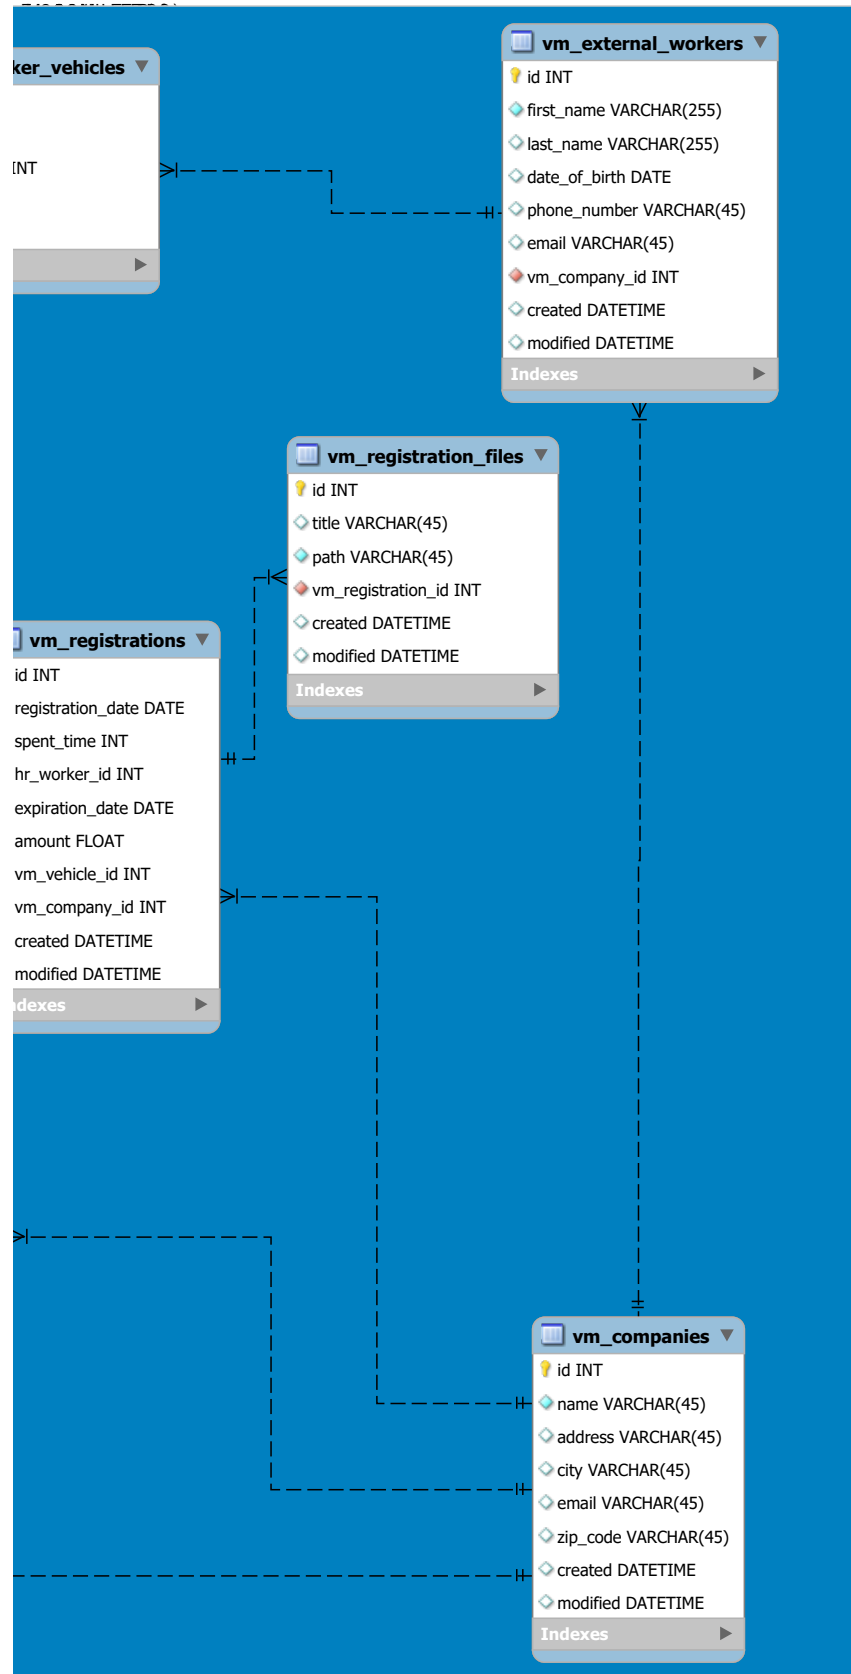 ker_vehicles
INT
vm_external_workers
id INT
first_name VARCHAR(255)
last_name VARCHAR(255)
date_of_birth DATE
phone_number VARCHAR(45)
email VARCHAR(45)
vm_company_id INT
created DATETIME
modified DATETIME
Indexes
vm_registration_files
id INT
title VARCHAR(45)
path VARCHAR(45)
vm_registration_id INT
created DATETIME
modified DATETIME
Indexes
vm_registrations
id INT
registration_date DATE
spent_time INT
hr_worker_id INT
expiration_date DATE
amount FLOAT
vm_vehicle_id INT
vm_company_id INT
created DATETIME
modified DATETIME
ndexes
vm_companies
id INT
name VARCHAR(45)
address VARCHAR(45)
city VARCHAR(45)
email VARCHAR(45)
zip_code VARCHAR(45)
created DATETIME
modified DATETIME
Indexes